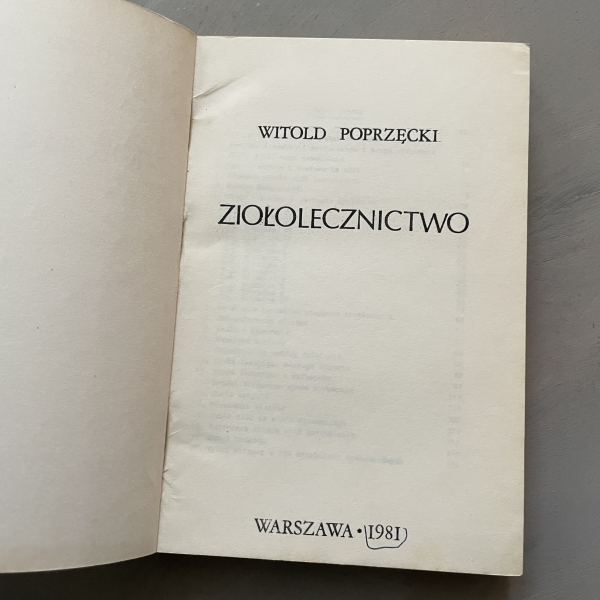 WITOLD POPRZĘCKI
ZIOŁOLECZNICTWO
WARSZAWA • 1981